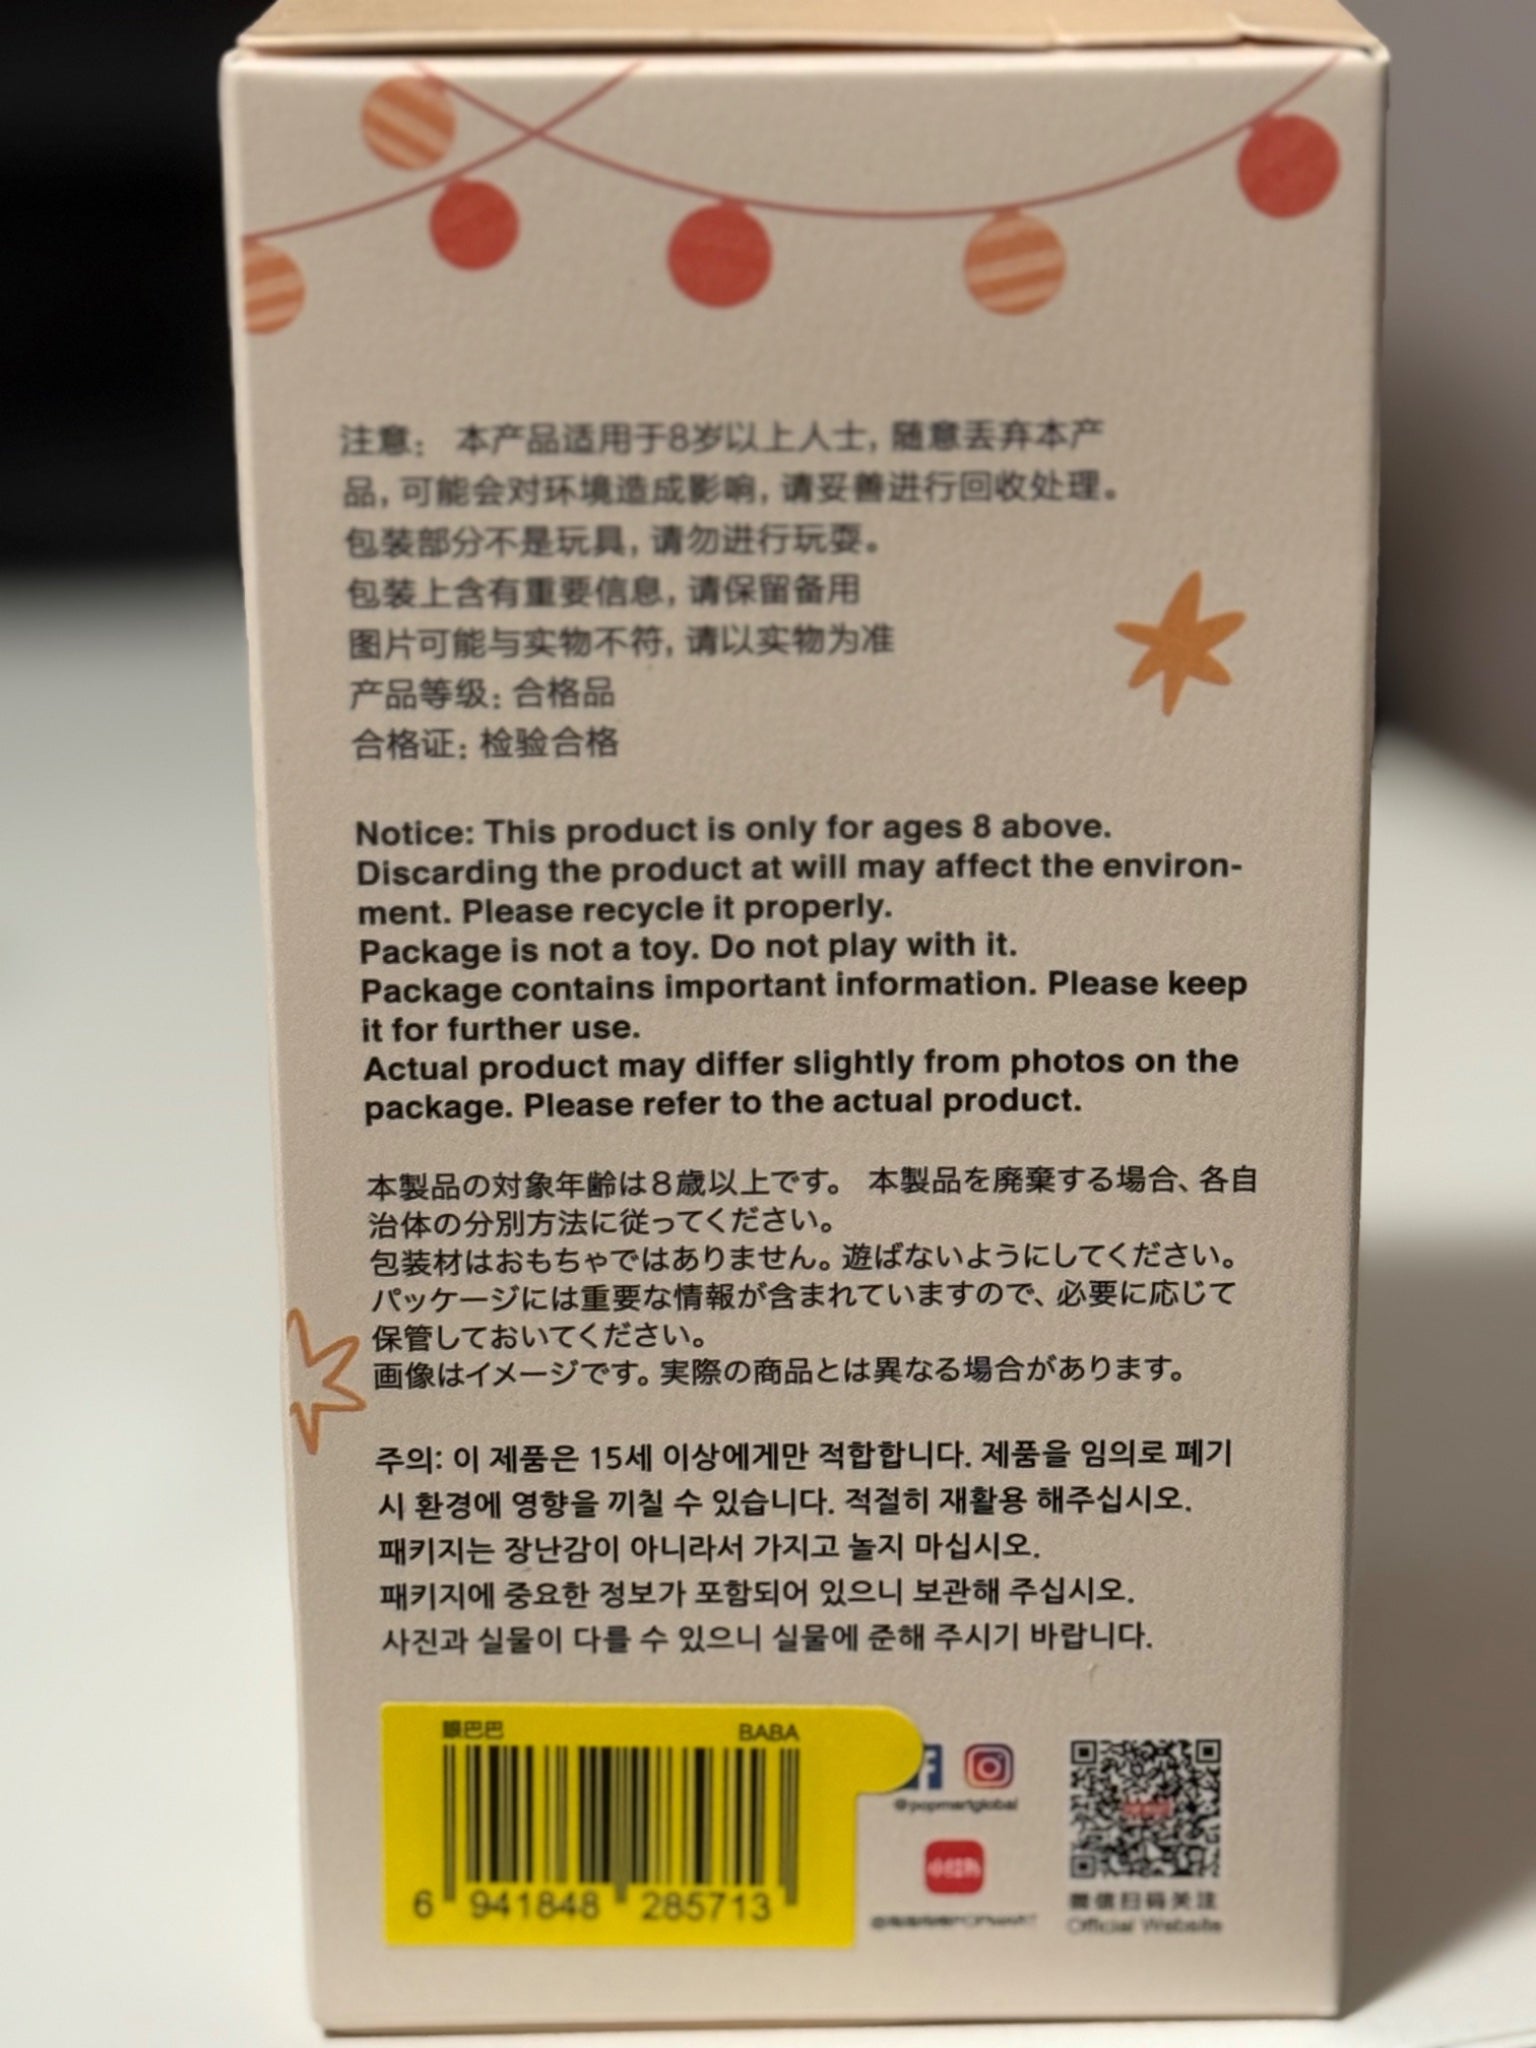 注意： 本产品适用于8岁以上人士, 随意丢弃本产
品, 可能会对环境造成影响, 请妥善进行回收处理。
包装部分不是玩具, 请勿进行玩耍。
包装上含有重要信息, 请保留备用
图片可能与实物不符, 请以实物为准
产品等级: 合格品
合格证: 检验合格
Notice: This product is only for ages 8 above.
Discarding the product at will may affect the environ-
ment. Please recycle it properly.
Package is not a toy. Do not play with it.
Package contains important information. Please keep
it for further use.
Actual product may differ slightly from photos on the
package. Please refer to the actual product.
本製品の対象年齢は8歳以上です。 本製品を廃棄する場合、各自
治体の分別方法に従ってください。
包装材はおもちゃではありません。遊ばないようにしてください。
パッケージには重要な情報が含まれていますので、必要に応じて
保管しておいてください。
画像はイメージです。実際の商品とは異なる場合があります。
주의: 이 제품은 15세 이상에게만 적합합니다. 제품을 임의로 폐기
시 환경에 영향을 끼칠 수 있습니다. 적절히 재활용 해주십시오.
패키지는 장난감이 아니라서 가지고 놀지 마십시오.
패키지에 중요한 정보가 포함되어 있으니 보관해 주십시오.
사진과 실물이 다를 수 있으니 실물에 준해 주시기 바랍니다.
眼巴巴 BABA
6 941848 285713
@popmartglobal
小红书
微信扫码关注
Official Website